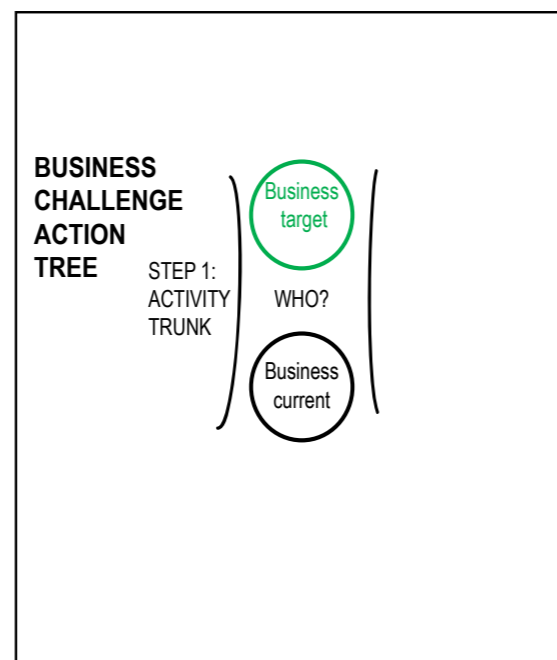 BUSINESS
CHALLENGE
ACTION
TREE
STEP 1:
ACTIVITY
TRUNK
Business
target
WHO?
Business
current